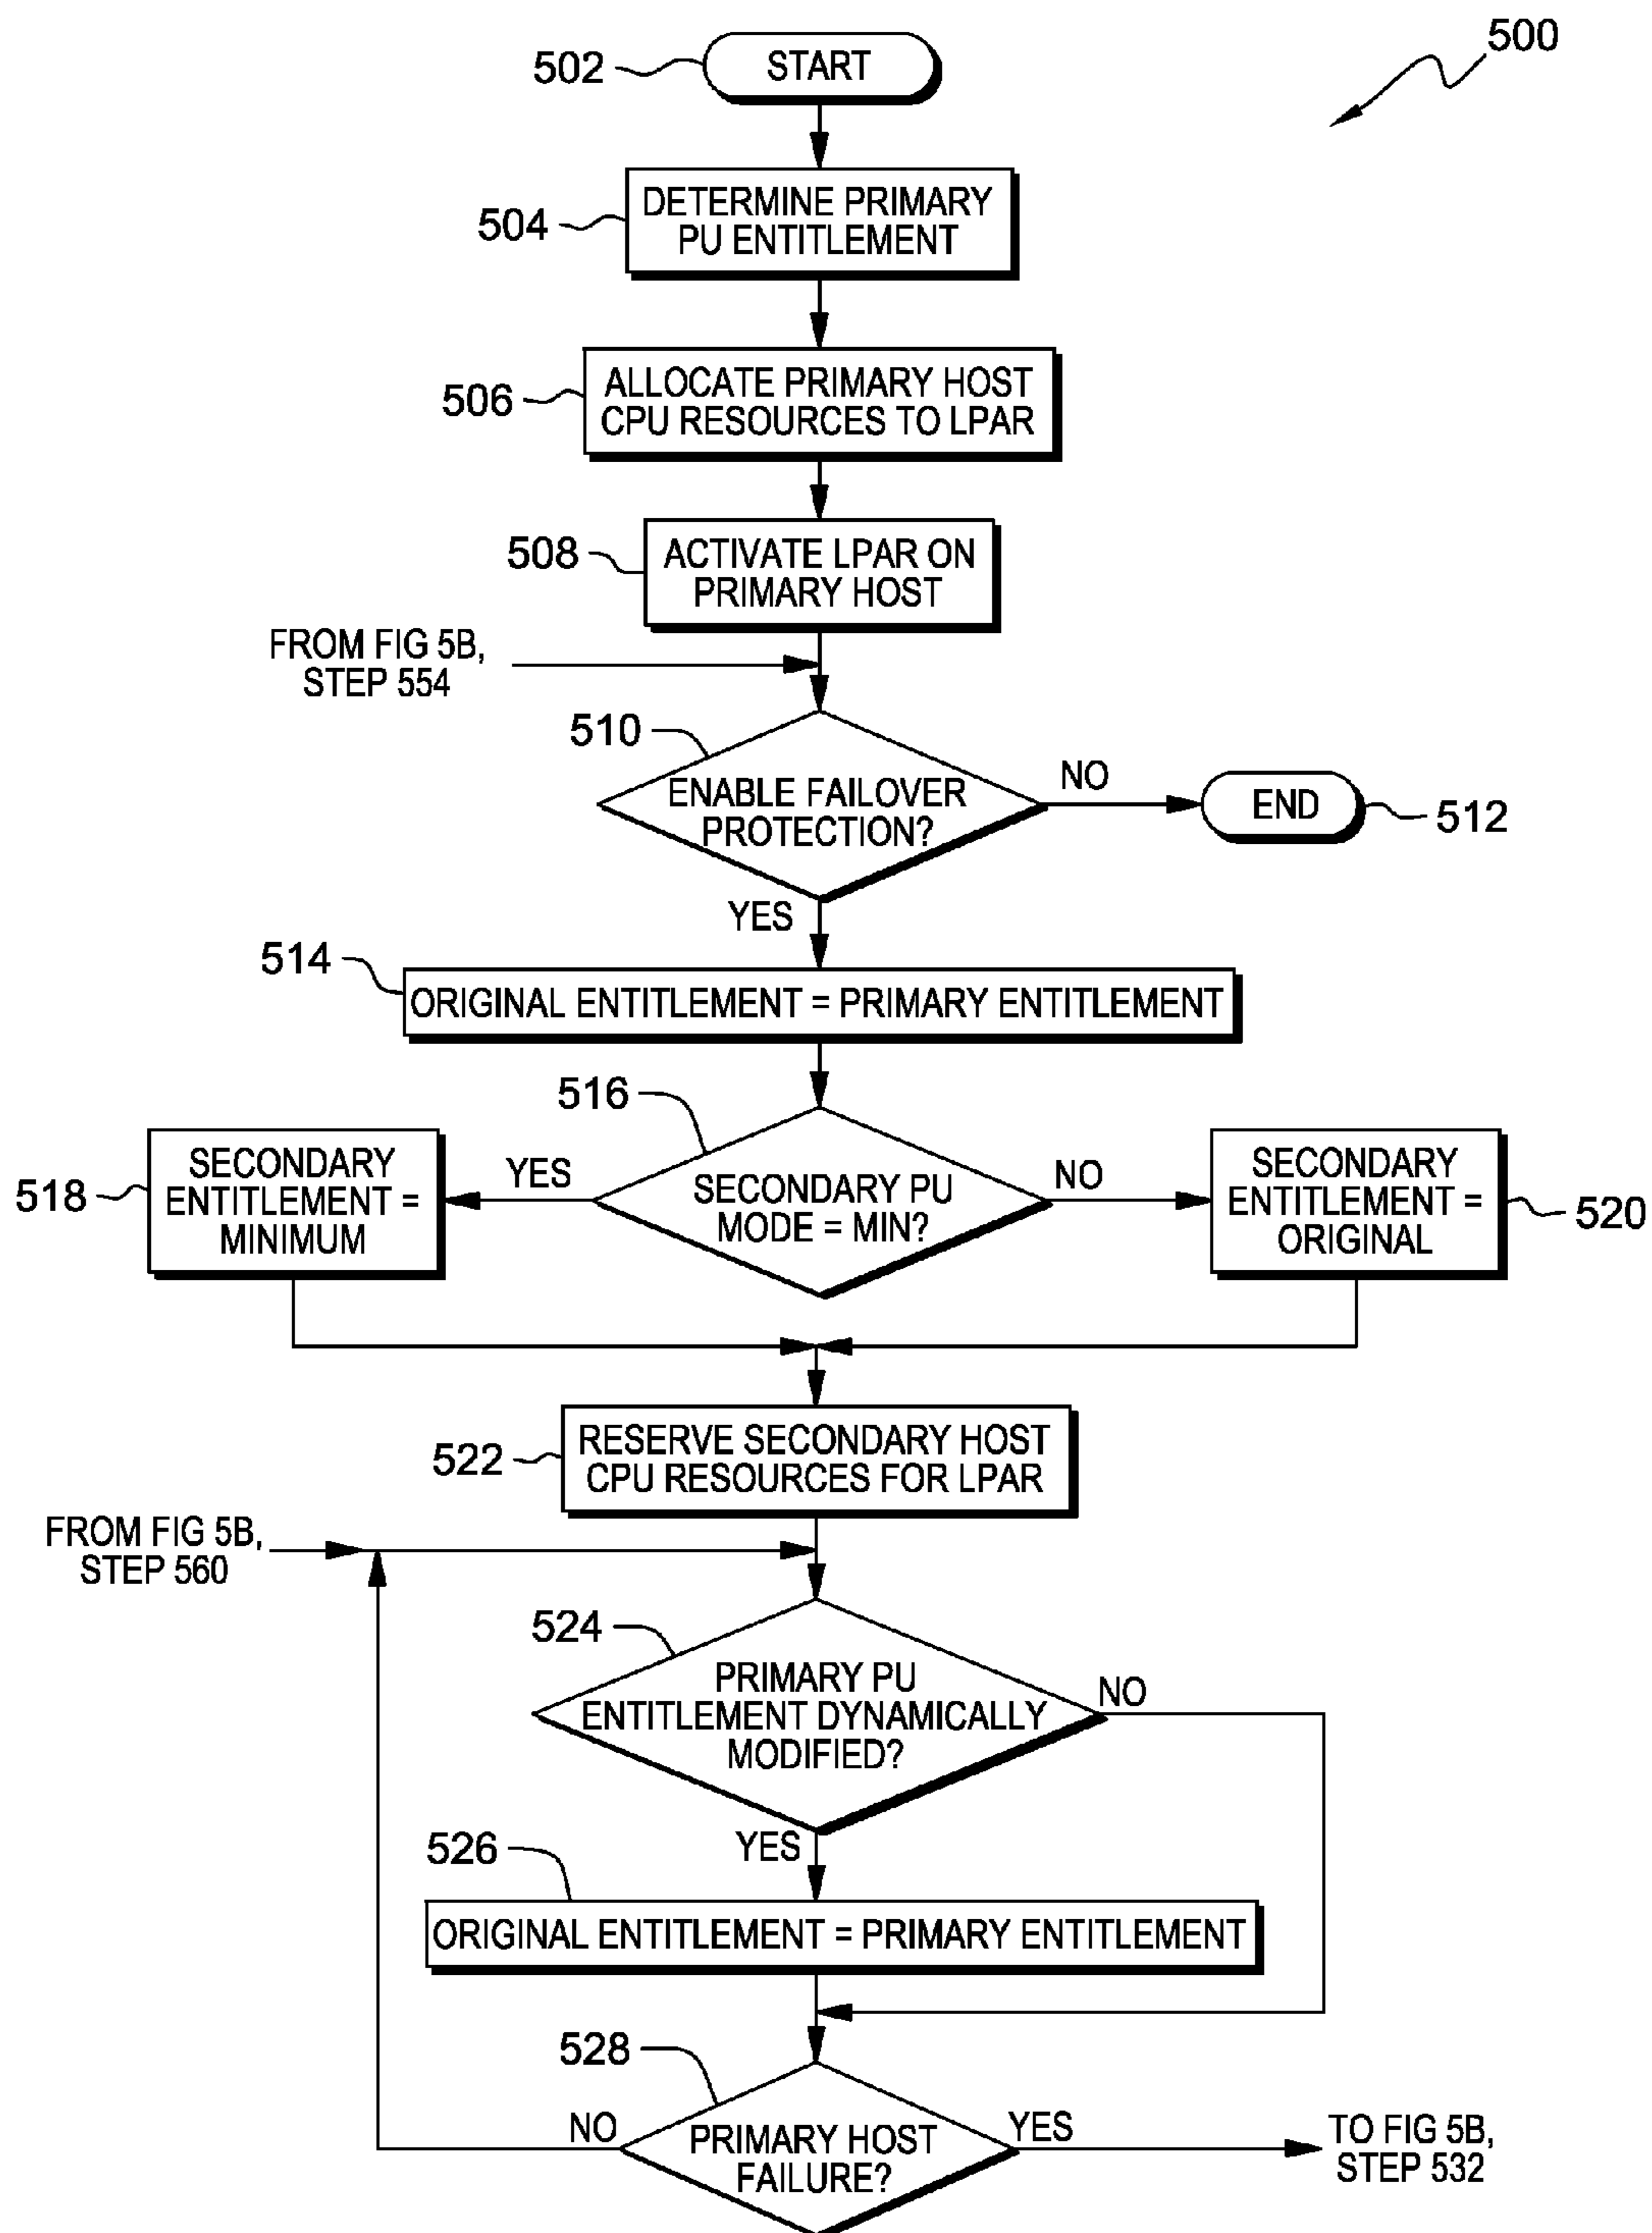 500
502
START
504
DETERMINE PRIMARY
PU ENTITLEMENT
506
ALLOCATE PRIMARY HOST
CPU RESOURCES TO LPAR
508
ACTIVATE LPAR ON
PRIMARY HOST
FROM FIG 5B,
STEP 554
510
ENABLE FAILOVER
PROTECTION?
NO
END
512
YES
514
ORIGINAL ENTITLEMENT = PRIMARY ENTITLEMENT
516
SECONDARY PU
MODE = MIN?
YES
NO
518
SECONDARY
ENTITLEMENT =
MINIMUM
SECONDARY
ENTITLEMENT =
ORIGINAL
520
522
RESERVE SECONDARY HOST
CPU RESOURCES FOR LPAR
FROM FIG 5B,
STEP 560
524
PRIMARY PU
ENTITLEMENT DYNAMICALLY
MODIFIED?
NO
YES
526
ORIGINAL ENTITLEMENT = PRIMARY ENTITLEMENT
528
NO
PRIMARY HOST
FAILURE?
YES
TO FIG 5B,
STEP 532